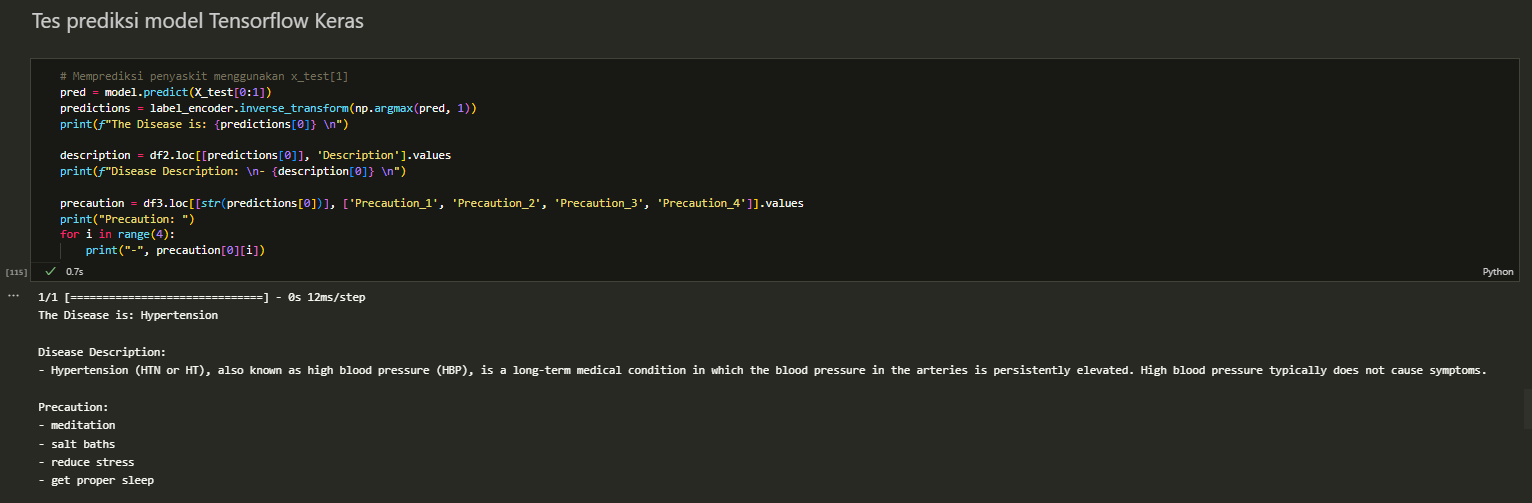 Tes prediksi model Tensorflow Keras
# Memprediksi penyaskit menggunakan x_test[1]
pred = model.predict(X_test[0:1])
predictions = label_encoder.inverse_transform(np.argmax(pred, 1))
print(f"The Disease is: {predictions[0]} \n")
description = df2.loc[[predictions[0]], 'Description'].values
print(f"Disease Description: \n- {description[0]} \n")
precaution = df3.loc[[str(predictions[0])], ['Precaution_1', 'Precaution_2', 'Precaution_3', 'Precaution_4']].values
print("Precaution: ")
for i in range(4):
    print("-", precaution[0][i])
[115] ✓ 0.7s Python
... 1/1 [==============================] - 0s 12ms/step
The Disease is: Hypertension
Disease Description:
- Hypertension (HTN or HT), also known as high blood pressure (HBP), is a long-term medical condition in which the blood pressure in the arteries is persistently elevated. High blood pressure typically does not cause symptoms.
Precaution:
- meditation
- salt baths
- reduce stress
- get proper sleep